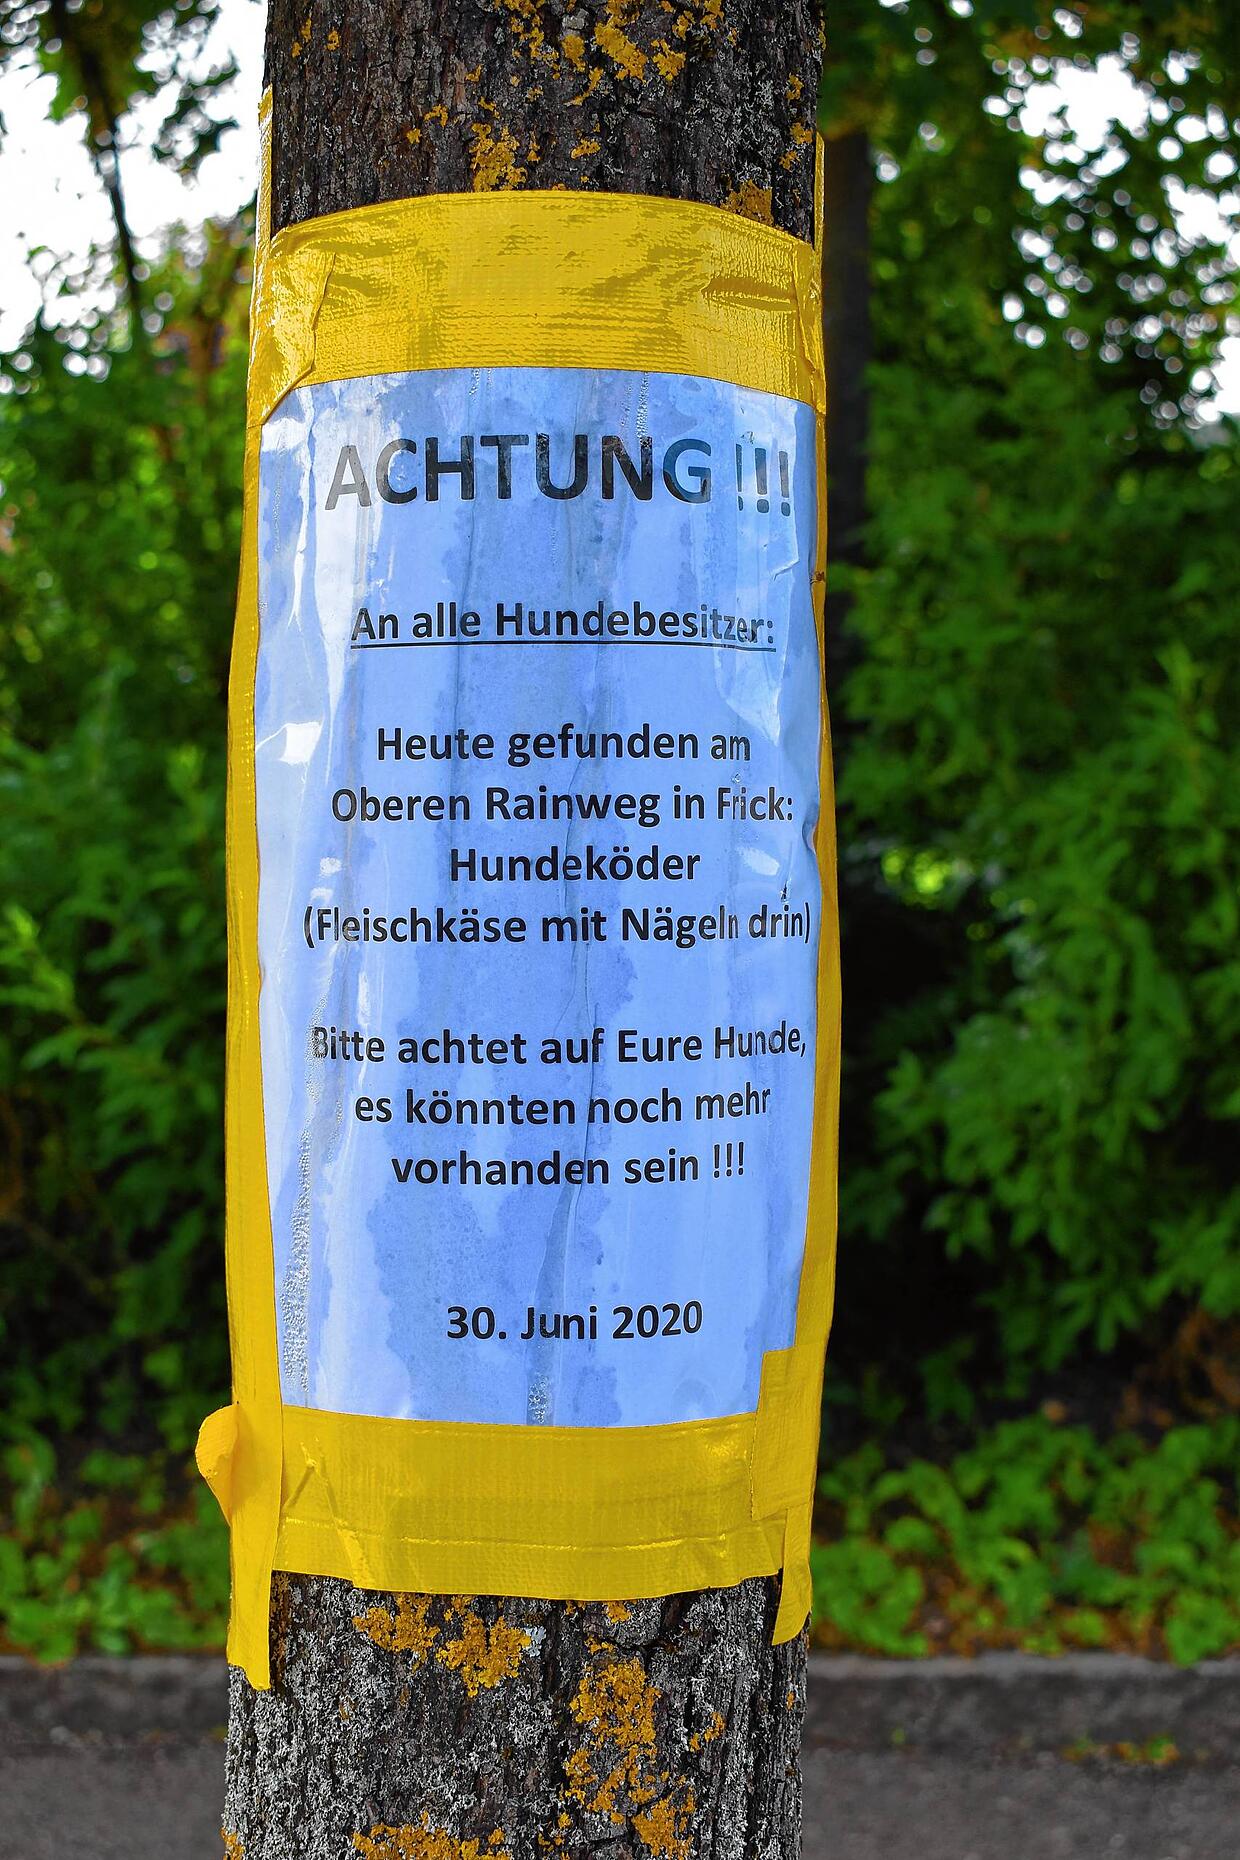 ACHTUNG !!!
An alle Hundebesitzer:
Heute gefunden am
Oberen Rainweg in Frick:
Hundeköder
(Fleischkäse mit Nägeln drin)
Bitte achtet auf Eure Hunde,
es könnten noch mehr
vorhanden sein !!!
30. Juni 2020